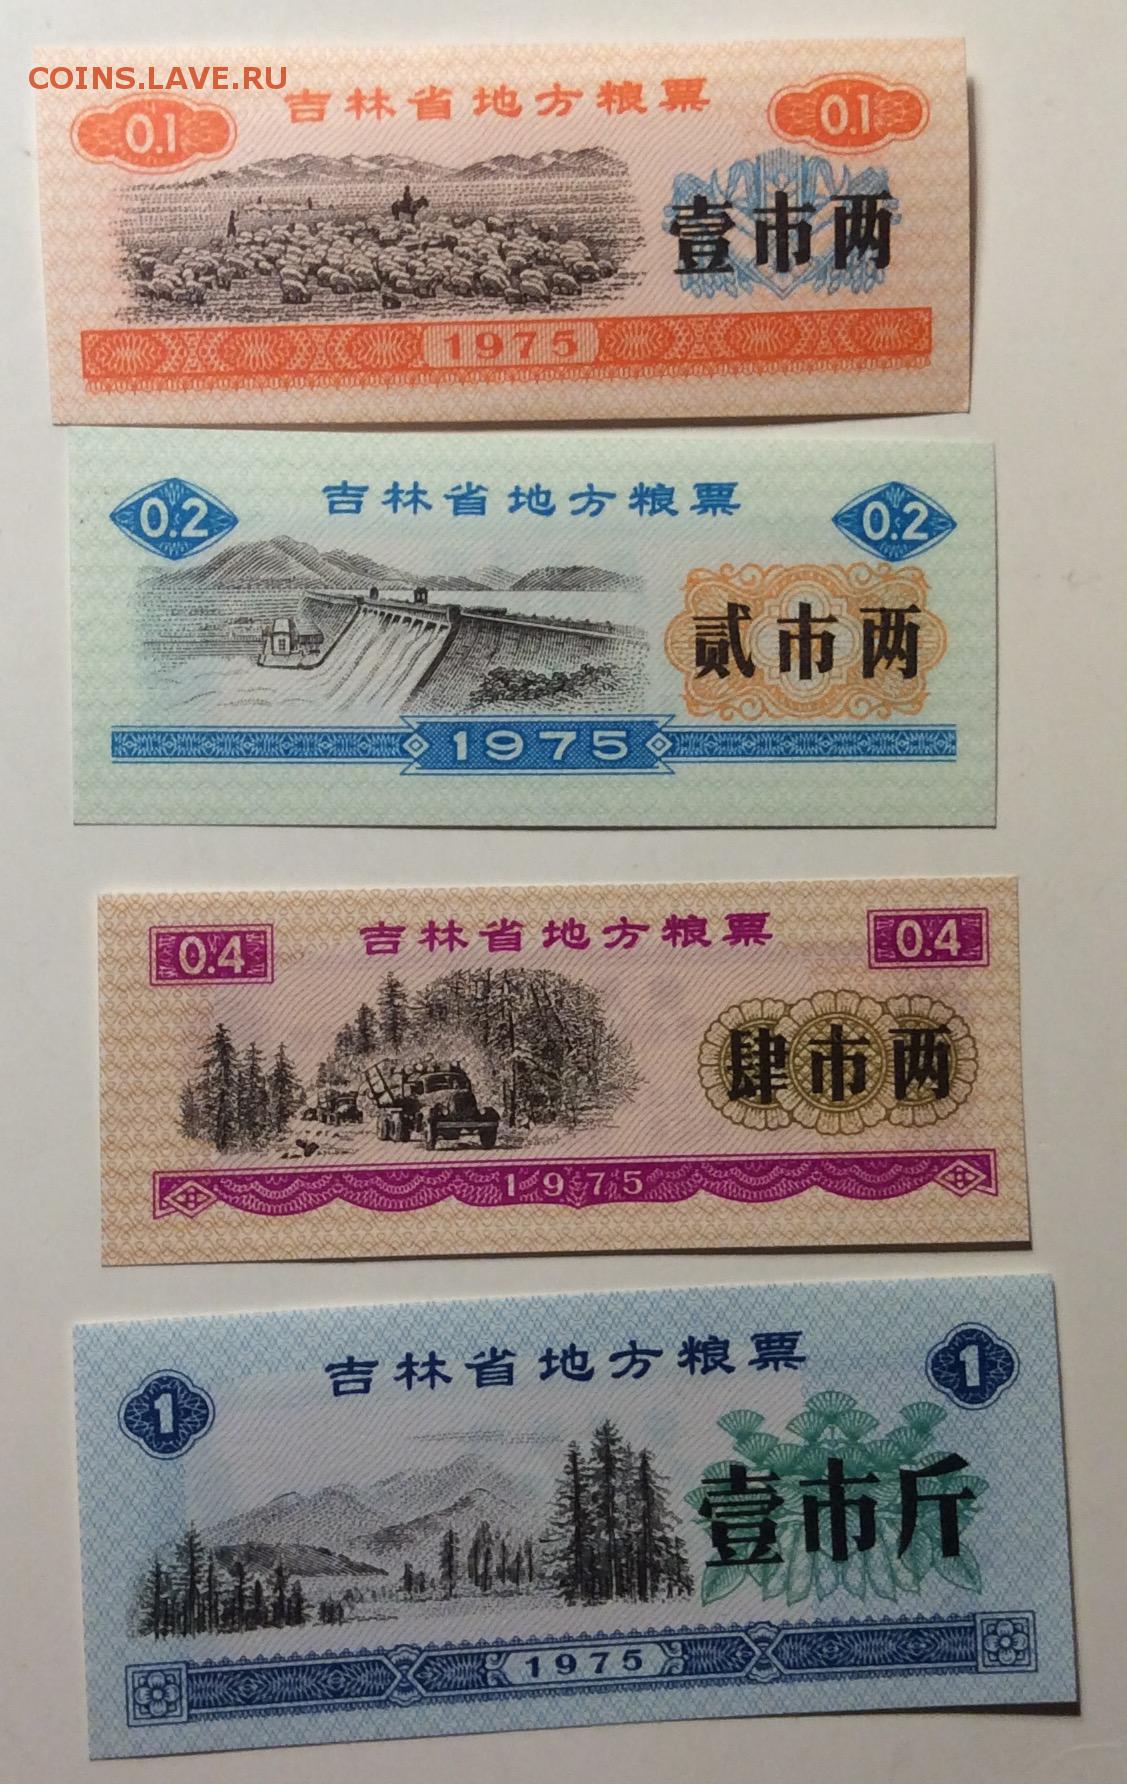 COINS.LAVE.RU
吉林省地方粮票
0.1 0.1
壹市两
1975
吉林省地方粮票
0.2 0.2
贰市两
1975
吉林省地方粮票
0.4 0.4
肆市两
1975
吉林省地方粮票
1 1
壹市斤
1975